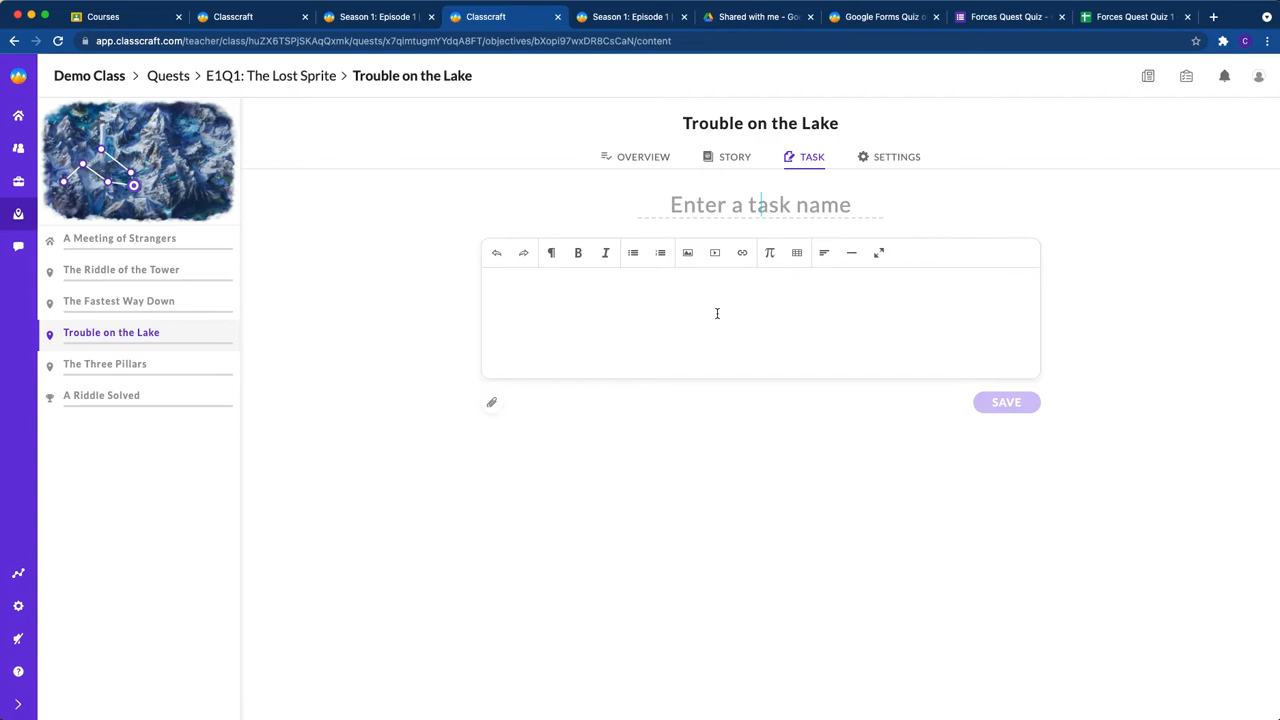 Courses
Classcraft
Season 1: Episode 1
Classcraft
Season 1: Episode 1
Shared with me - Go
Google Forms Quiz
Forces Quest Quiz -
Forces Quest Quiz 1
app.classcraft.com/teacher/class/huZX6TSPjSKAqQxmk/quests/x7qimtugmYYdqA8FT/objectives/bXopi97wxDR8CsCaN/content
C
Demo Class > Quests > E1Q1: The Lost Sprite > Trouble on the Lake
Trouble on the Lake
OVERVIEW
STORY
TASK
SETTINGS
Enter a task name
A Meeting of Strangers
The Riddle of the Tower
The Fastest Way Down
Trouble on the Lake
The Three Pillars
A Riddle Solved
SAVE